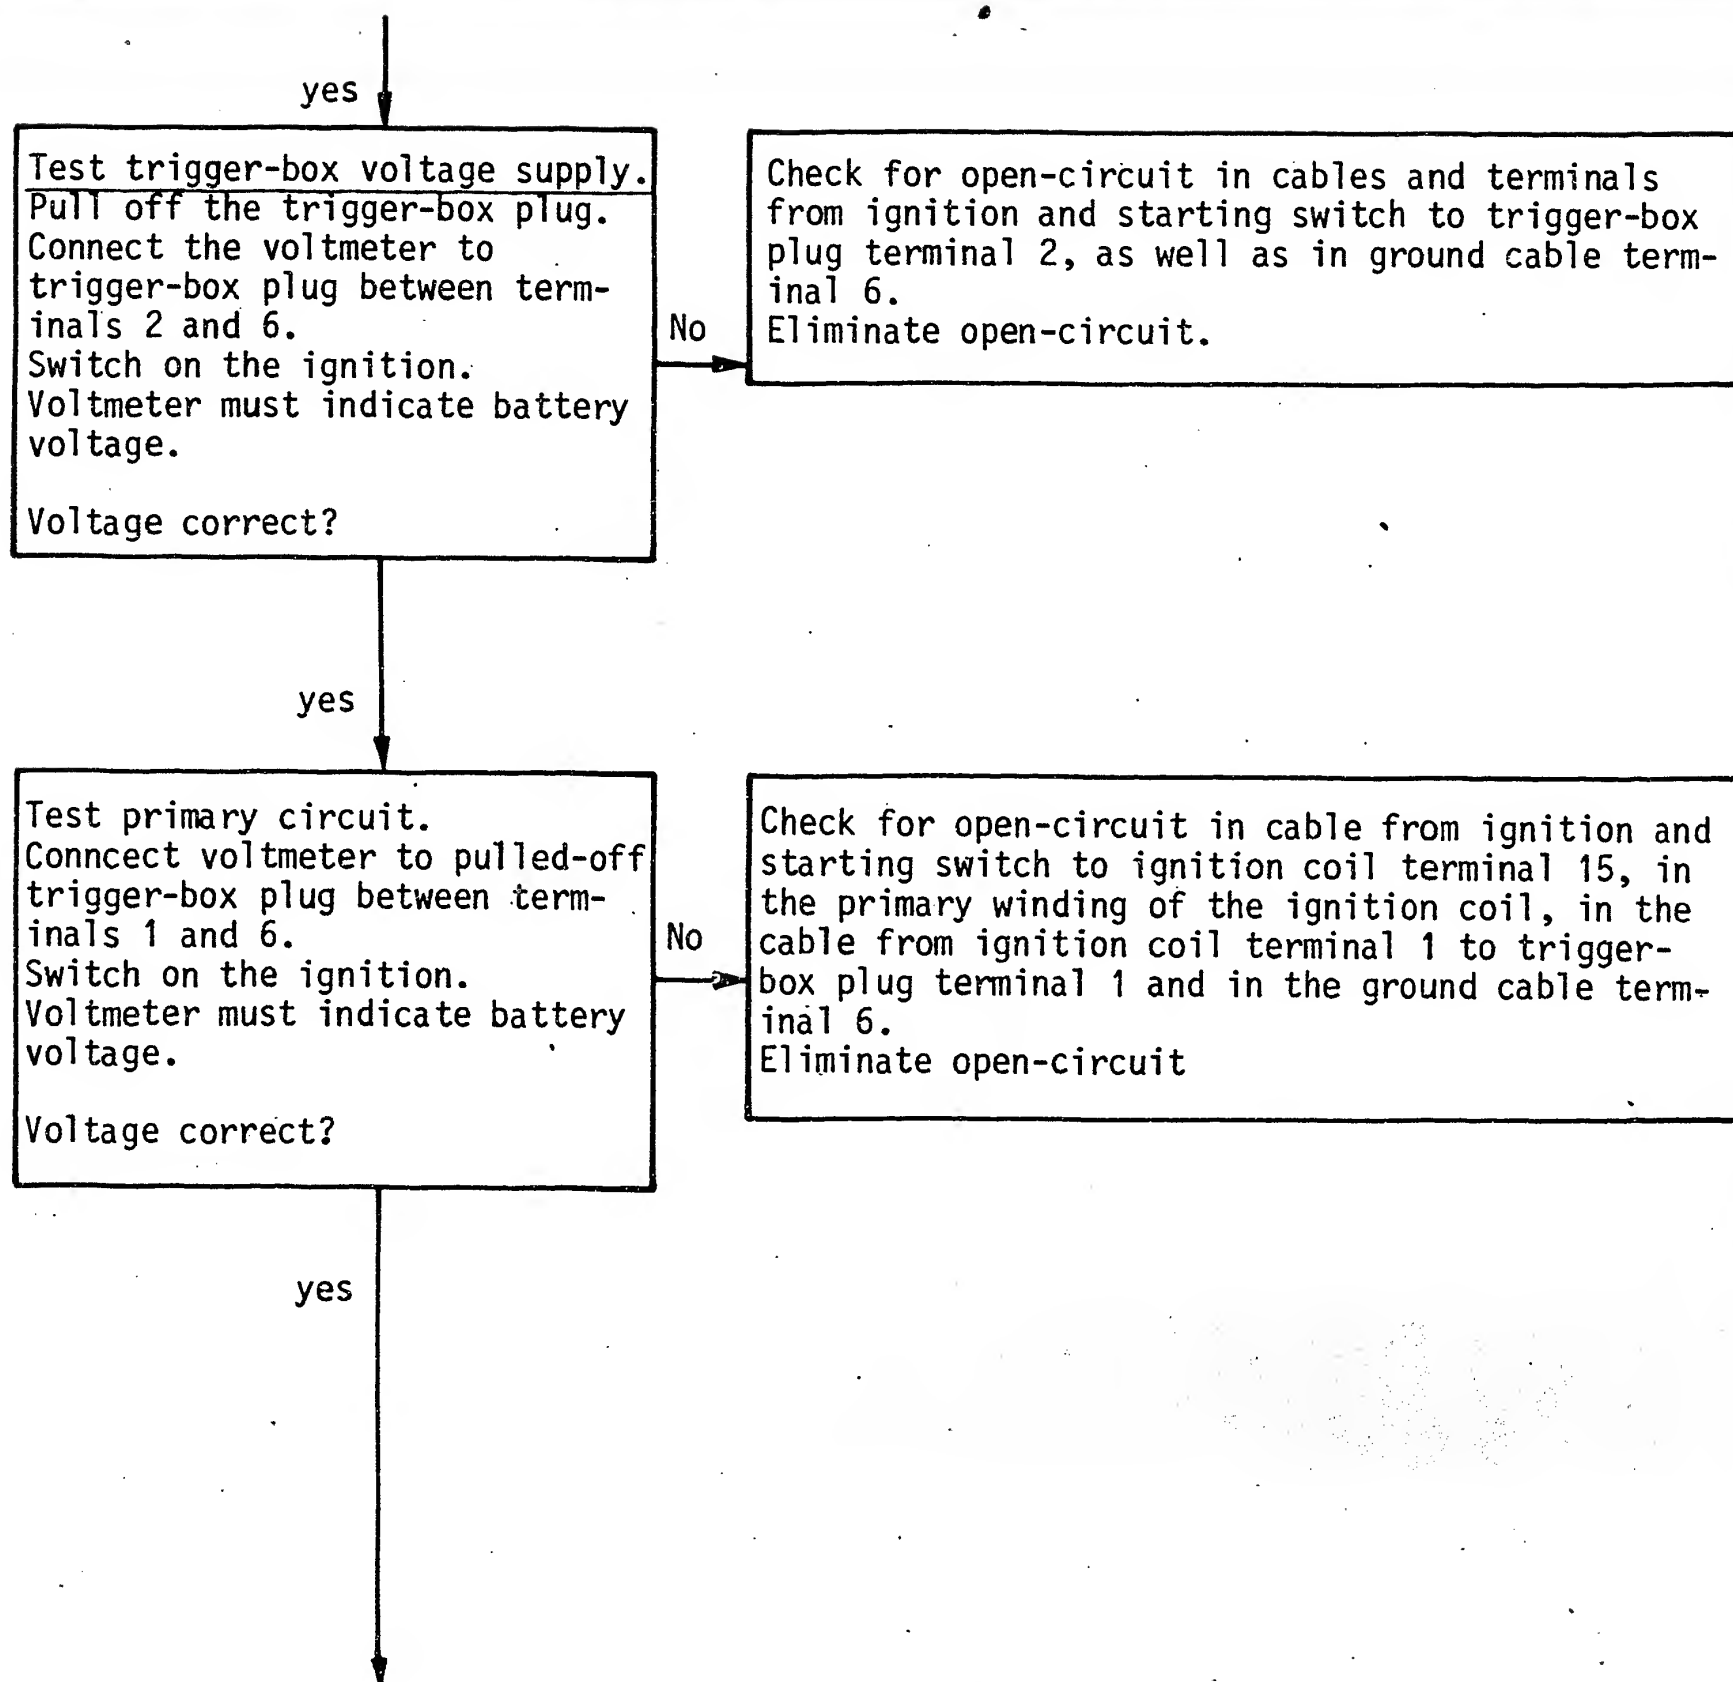 yes
Test trigger-box voltage supply.
Pull off the trigger-box plug.
Connect the voltmeter to
trigger-box plug between term-
inals 2 and 6.
Switch on the ignition.
Voltmeter must indicate battery
voltage.
Voltage correct?
No
Check for open-circuit in cables and terminals
from ignition and starting switch to trigger-box
plug terminal 2, as well as in ground cable term-
inal 6.
Eliminate open-circuit.
yes
Test primary circuit.
Conncect voltmeter to pulled-off
trigger-box plug between term-
inals 1 and 6.
Switch on the ignition.
Voltmeter must indicate battery
voltage.
Voltage correct?
No
Check for open-circuit in cable from ignition and
starting switch to ignition coil terminal 15, in
the primary winding of the ignition coil, in the
cable from ignition coil terminal 1 to trigger-
box plug terminal 1 and in the ground cable term-
inal 6.
Eliminate open-circuit
yes